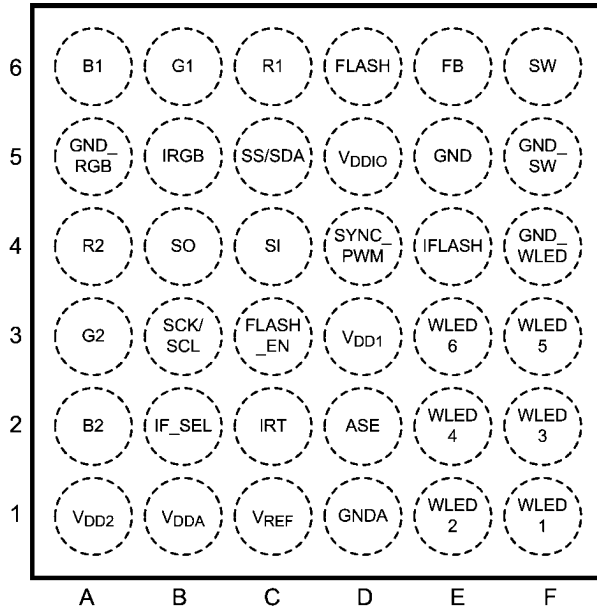 6 B1 G1 R1 FLASH FB SW
5 GND_ RGB IRGB SS/SDA VDDIO GND GND_ SW
4 R2 SO SI SYNC_ PWM IFLASH GND_ WLED
3 G2 SCK/ SCL FLASH _EN VDD1 WLED 6 WLED 5
2 B2 IF_SEL IRT ASE WLED 4 WLED 3
1 VDD2 VDDA VREF GNDA WLED 2 WLED 1
A B C D E F